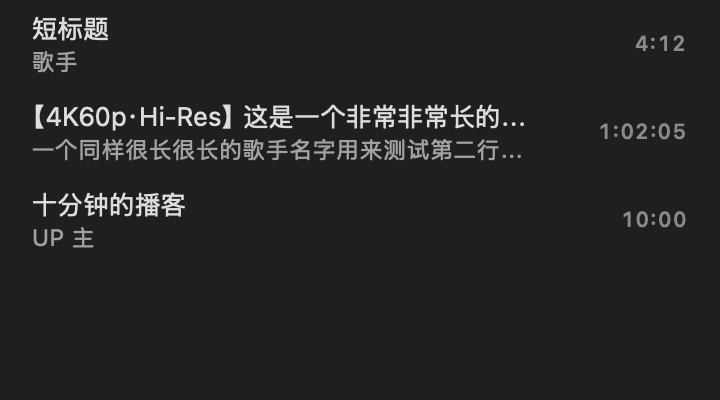 短标题
歌手
4:12
【4K60p·Hi-Res】这是一个非常非常长的…
一个同样很长很长的歌手名字用来测试第二行…
1:02:05
十分钟的播客
UP 主
10:00